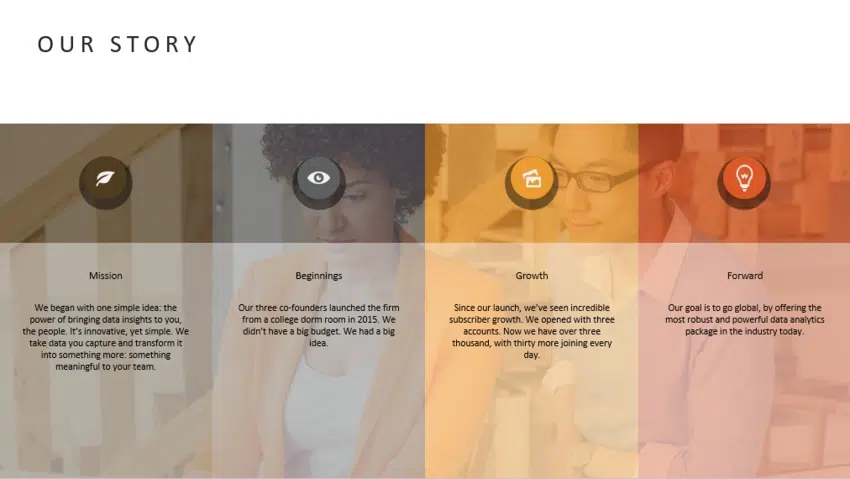 OUR STORY
Mission
We began with one simple idea: the
power of bringing data insights to you,
the people. It's innovative, yet simple. We
take data you capture and transform it
into something more: something
meaningful to your team.
Beginnings
Our three co-founders launched the firm
from a college dorm room in 2015. We
didn't have a big budget. We had a big
idea.
Growth
Since our launch, we've seen incredible
subscriber growth. We opened with three
accounts. Now we have over three
thousand, with thirty more joining every
day.
Forward
Our goal is to go global, by offering the
most robust and powerful data analytics
package in the industry today.